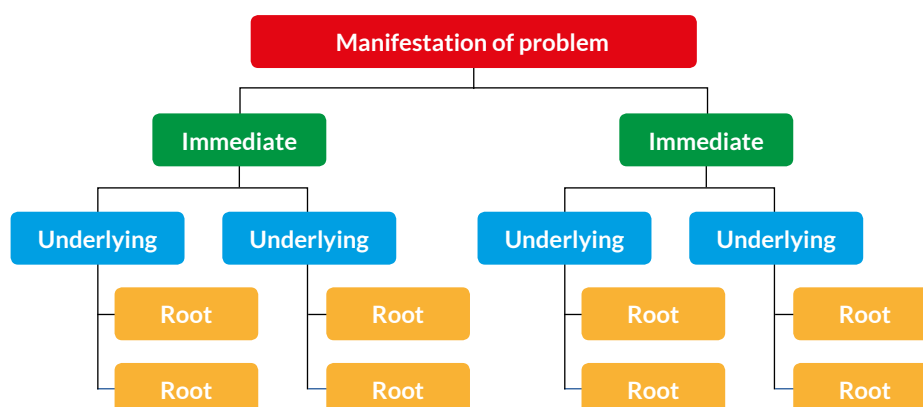 Manifestation of problem
Immediate Immediate
Underlying Underlying Underlying Underlying
Root Root Root Root
Root Root Root Root